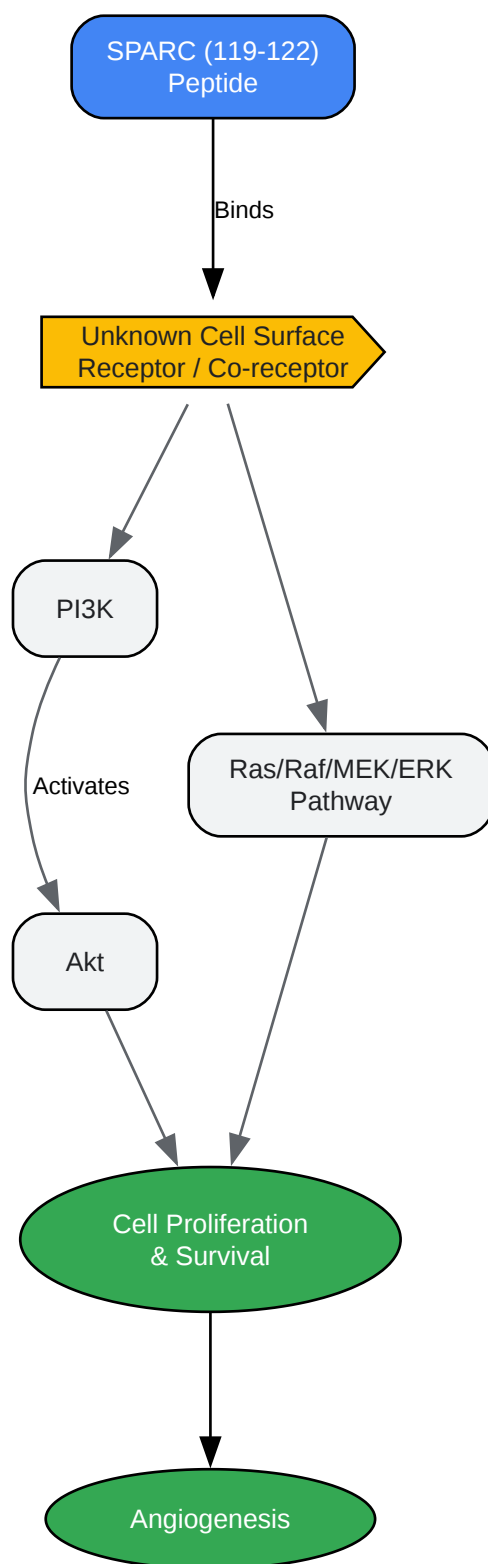 SPARC (119-122)
Peptide
Binds
Unknown Cell Surface
Receptor / Co-receptor
PI3K
Ras/Raf/MEK/ERK
Pathway
Activates
Akt
Cell Proliferation
& Survival
Angiogenesis